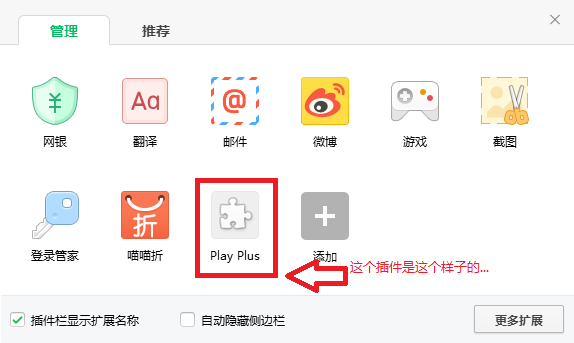 管理 推荐
¥ Aa @
网银 翻译 邮件 微博 游戏 截图
折
登录管家 喵喵折 Play Plus 添加
这个插件是这个样子的...
插件栏显示扩展名称 自动隐藏侧边栏 更多扩展